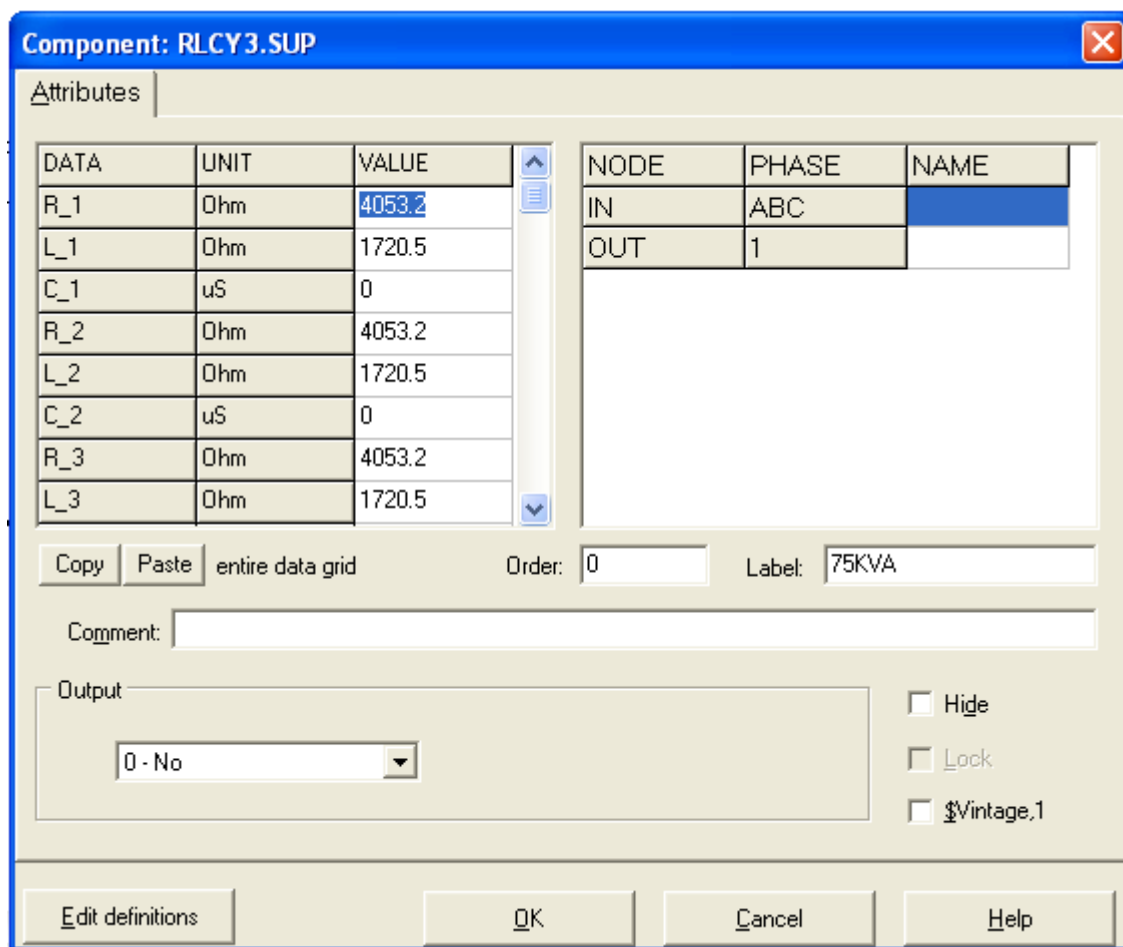 Component: RLCY3.SUP
Attributes
DATA UNIT VALUE
R_1 Ohm 4053.2
L_1 Ohm 1720.5
C_1 uS 0
R_2 Ohm 4053.2
L_2 Ohm 1720.5
C_2 uS 0
R_3 Ohm 4053.2
L_3 Ohm 1720.5
NODE PHASE NAME
IN ABC
OUT 1
Copy Paste entire data grid Order: 0 Label: 75KVA
Comment:
Output
0 - No
Hide
Lock
$Vintage,1
Edit definitions OK Cancel Help